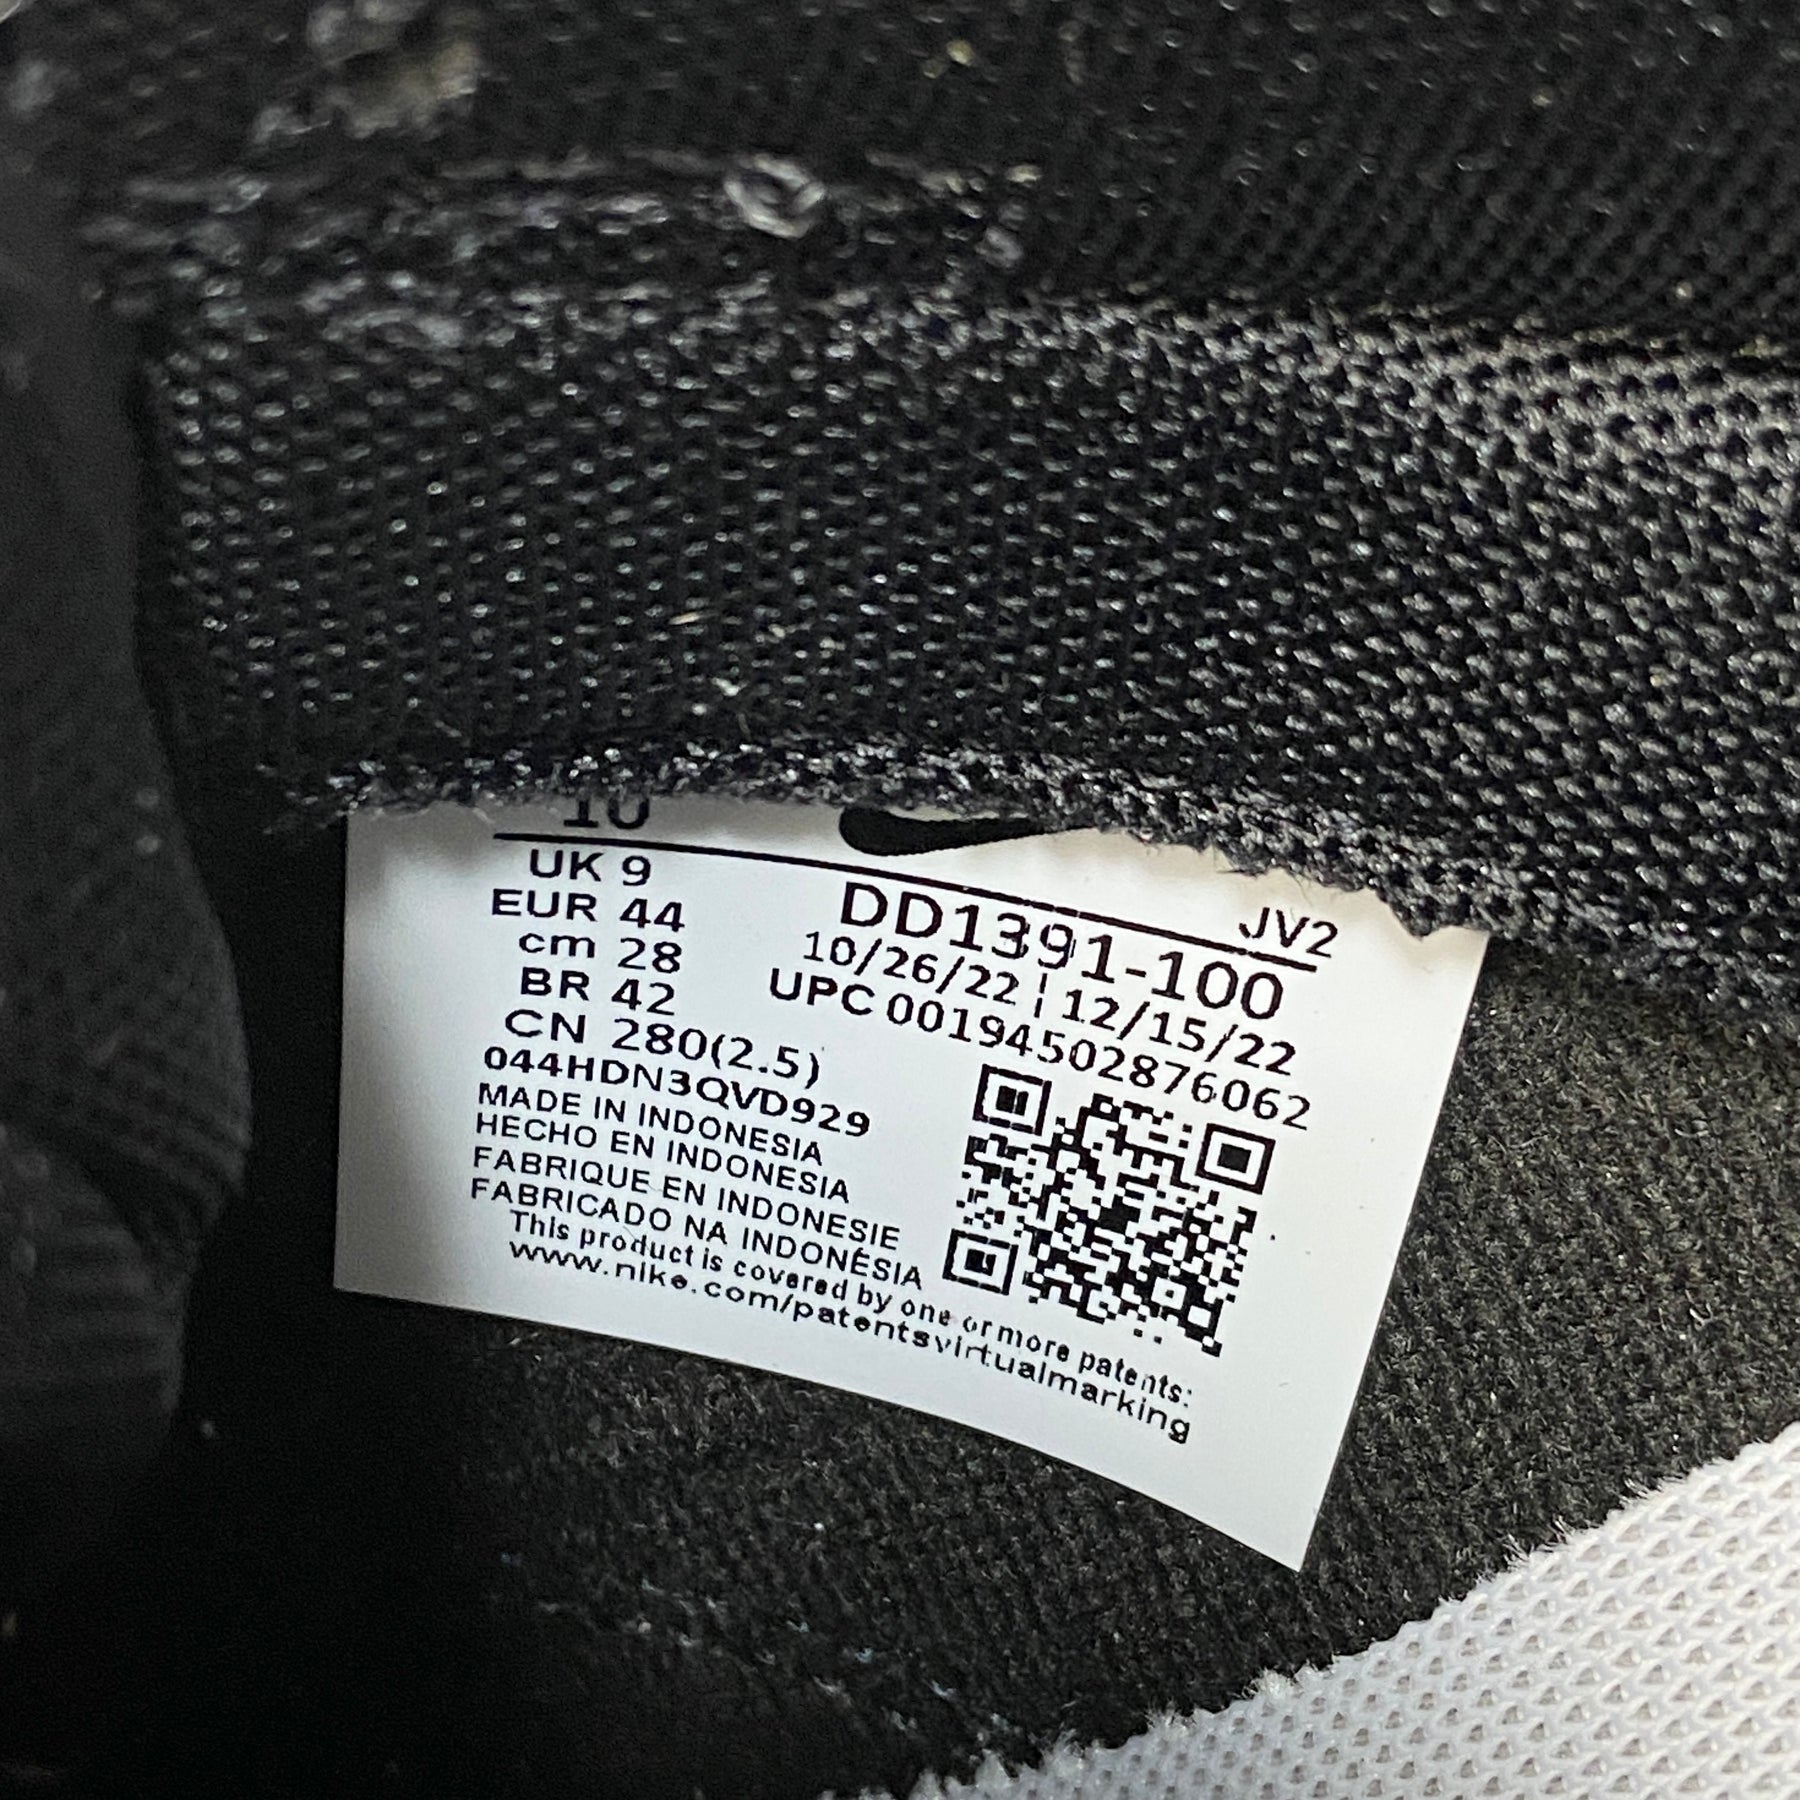 10
UK 9
EUR 44
cm 28
BR 42
CN 280(2.5)
044HDN3QVD929
MADE IN INDONESIA
HECHO EN INDONESIA
FABRIQUE EN INDONESIE
FABRICADO NA INDONÉSIA
This product is covered by one or more patents:
www.nike.com/patentsvirtualmarking
JV2
DD1391-100
10/26/22 | 12/15/22
UPC 00194502876062